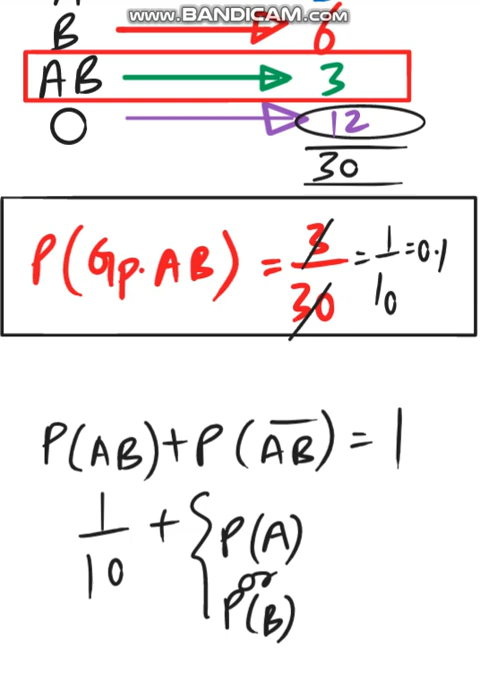 www.BANDICAM.com
B 6
AB 3
O 12
30
P(Gp. AB) = 3/30 = 1/10 = 0.1
P(AB) + P(A̅B̅) = 1
1/10 + { P(A)
or
P(B)